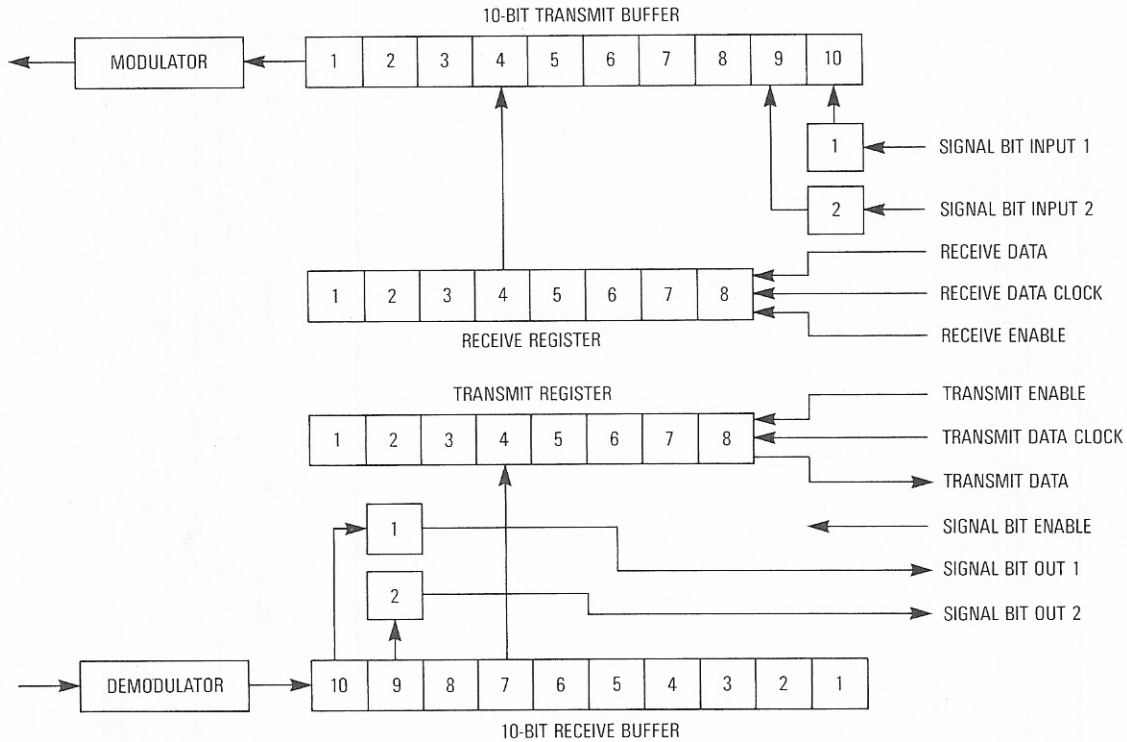 10-BIT TRANSMIT BUFFER
MODULATOR
1 2 3 4 5 6 7 8 9 10
1 SIGNAL BIT INPUT 1
2 SIGNAL BIT INPUT 2
RECEIVE DATA
1 2 3 4 5 6 7 8 RECEIVE DATA CLOCK
RECEIVE REGISTER RECEIVE ENABLE
TRANSMIT REGISTER TRANSMIT ENABLE
1 2 3 4 5 6 7 8 TRANSMIT DATA CLOCK
TRANSMIT DATA
1 SIGNAL BIT ENABLE
SIGNAL BIT OUT 1
2 SIGNAL BIT OUT 2
DEMODULATOR 10 9 8 7 6 5 4 3 2 1
10-BIT RECEIVE BUFFER